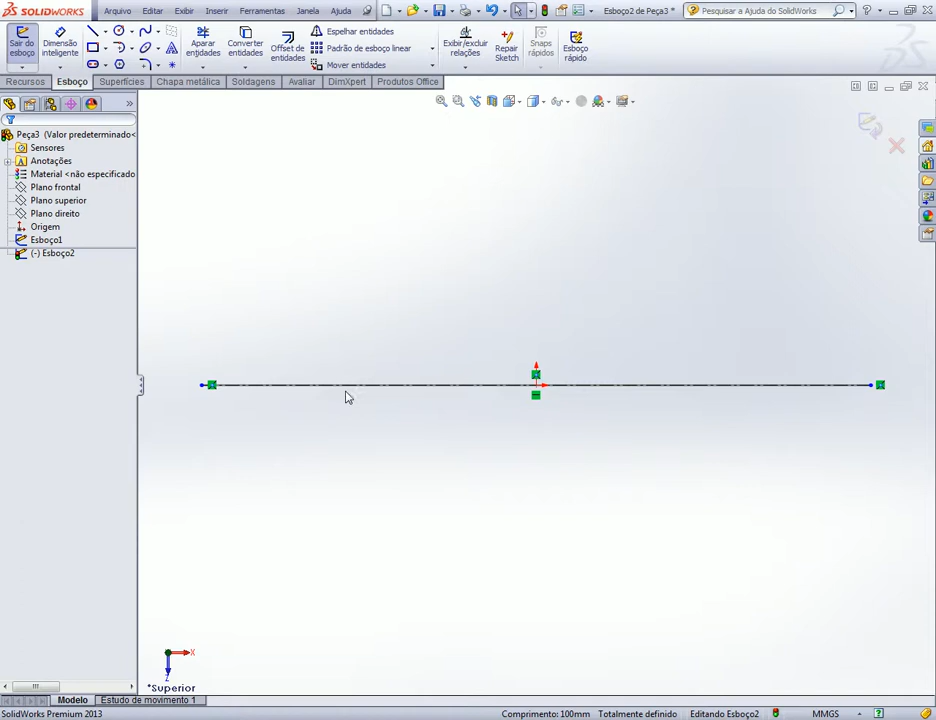 SOLIDWORKS
Arquivo Editar Exibir Inserir Ferramentas Janela Ajuda
Esboço2 de Peça3 *
Pesquisar a Ajuda do SolidWorks
Sair do esboço
Dimensão inteligente
Aparar entidades
Converter entidades
Offset de entidades
Espelhar entidades
Padrão de esboço linear
Mover entidades
Exibir/excluir relações
Repair Sketch
Snaps rápidos
Esboço rápido
Recursos Esboço Superfícies Chapa metálica Soldagens Avaliar DimXpert Produtos Office
Peça3 (Valor predeterminado<
Sensores
Anotações
Material <não especificado
Plano frontal
Plano superior
Plano direito
Origem
Esboço1
(-) Esboço2
X
Z
*Superior
Modelo Estudo de movimento 1
SolidWorks Premium 2013 Comprimento: 100mm Totalmente definido Editando Esboço2 MMGS